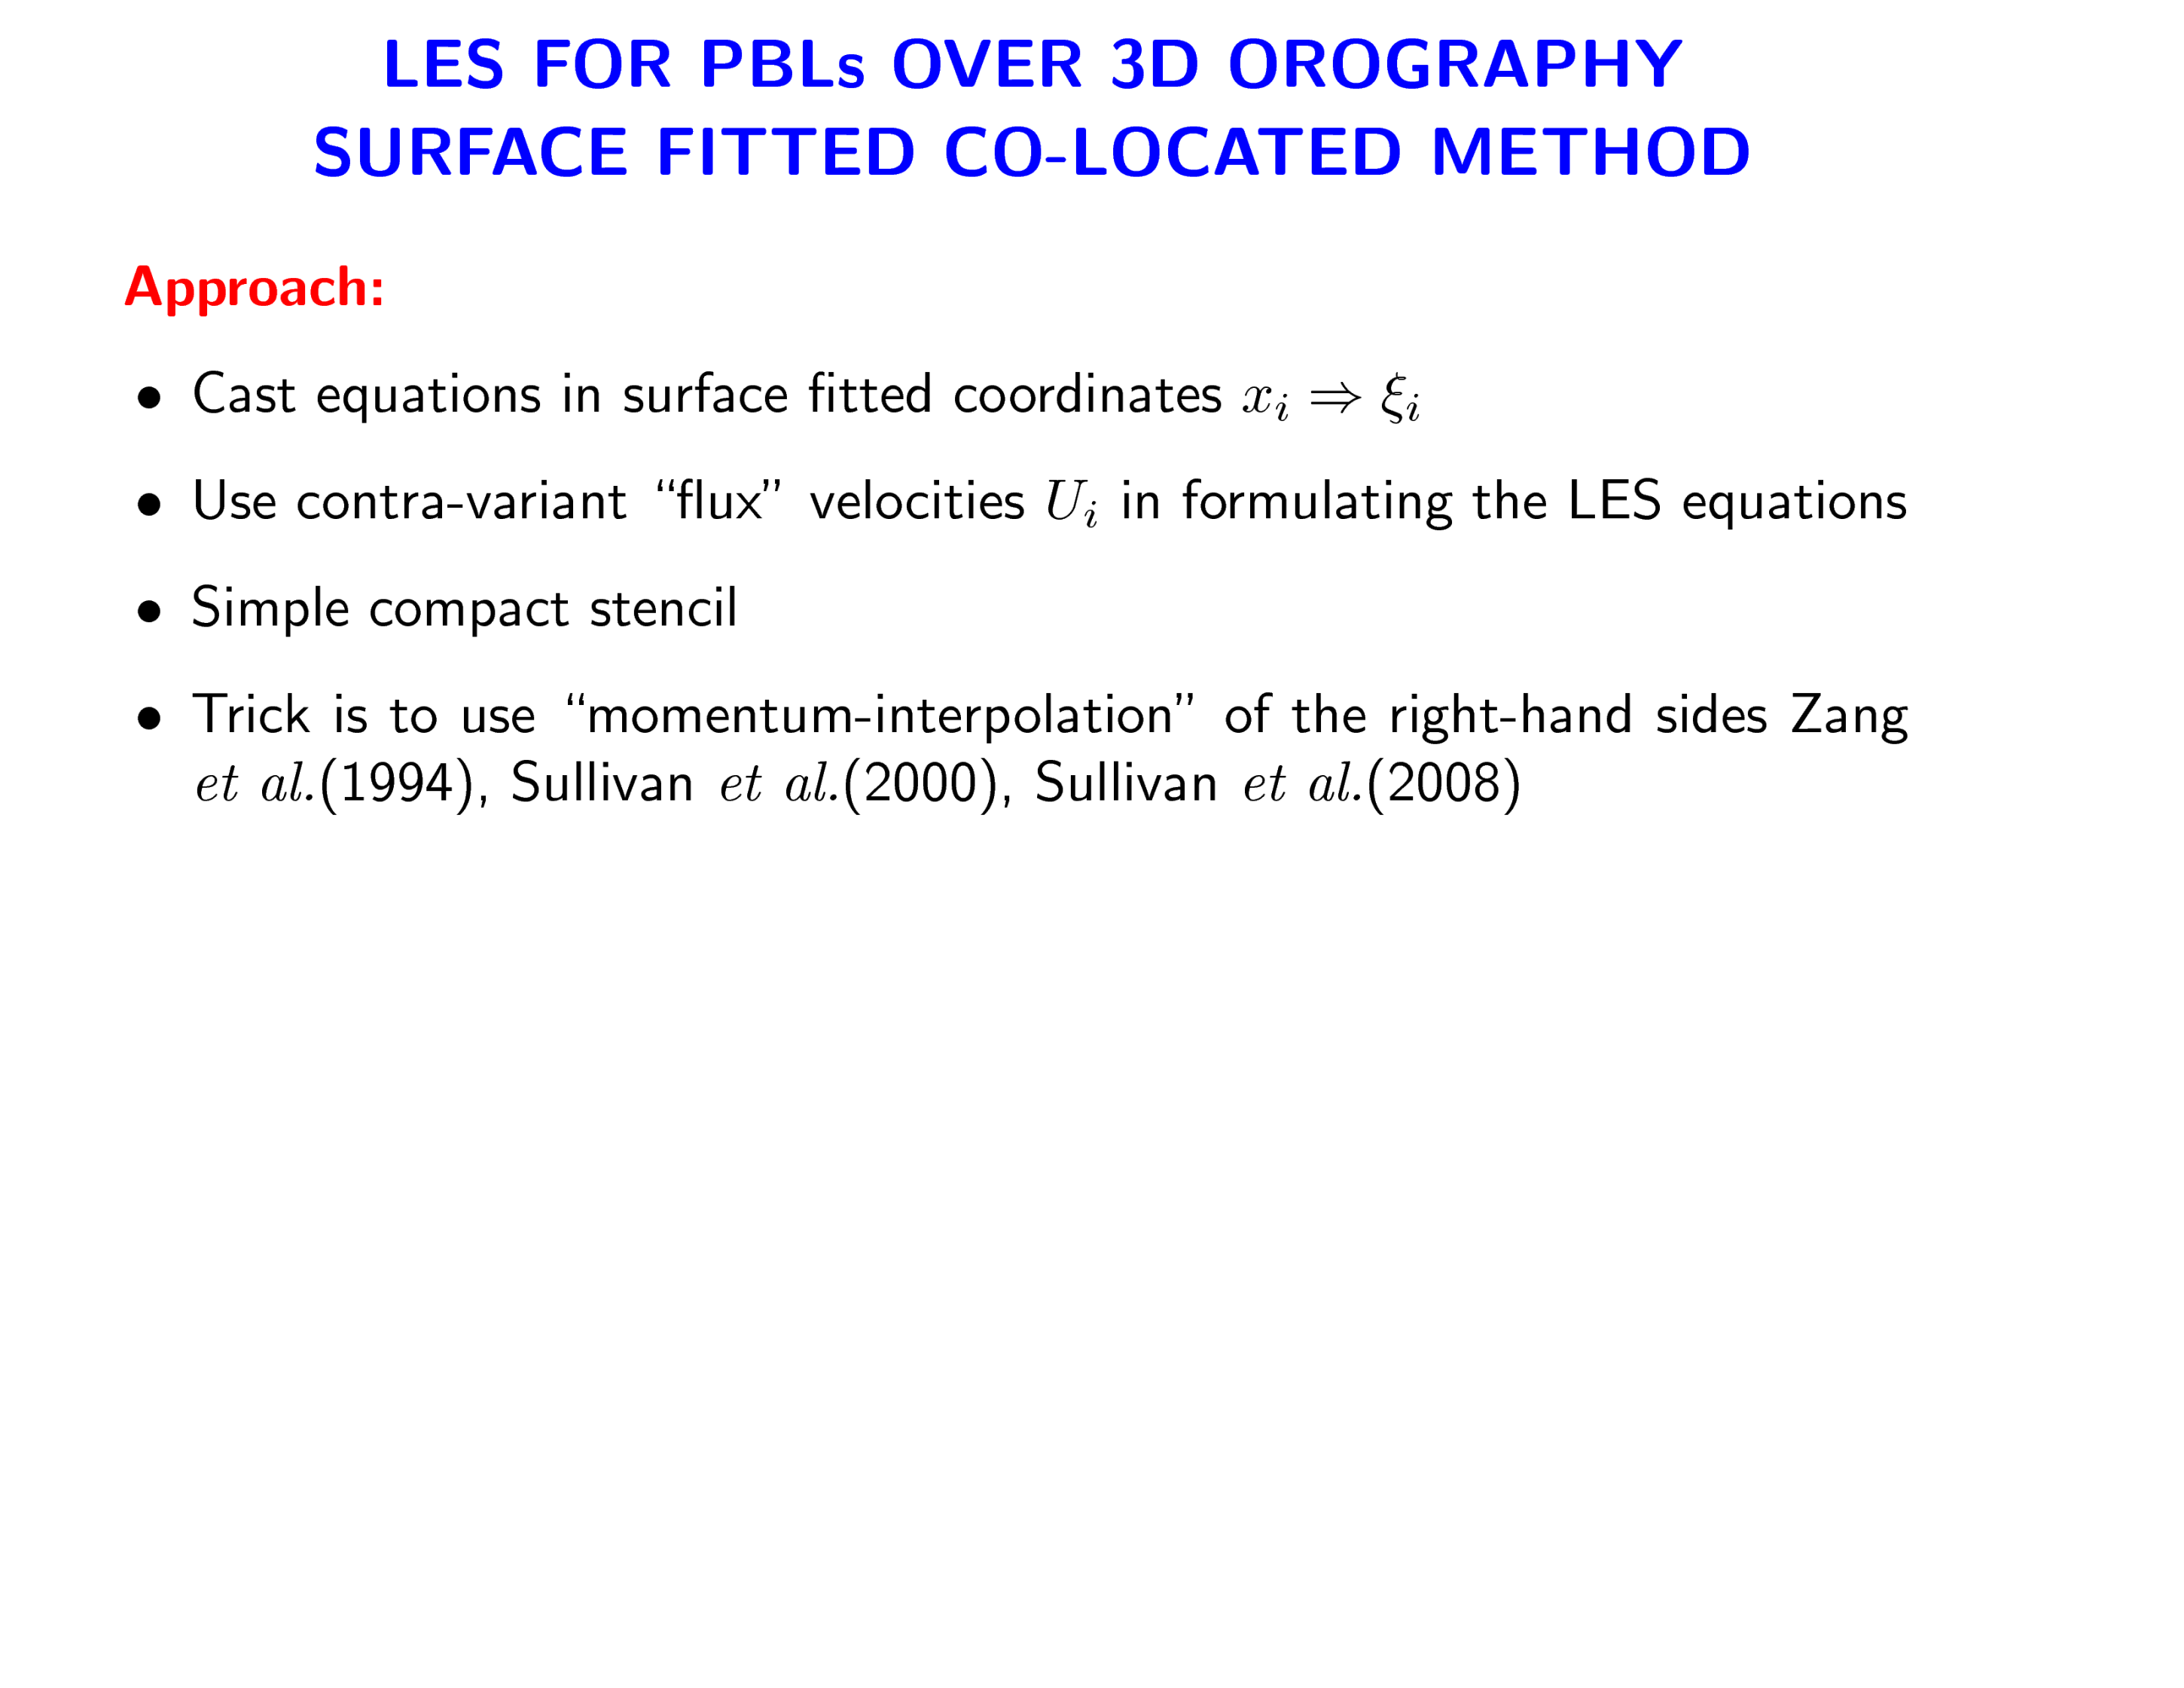 LES FOR PBLs OVER 3D OROGRAPHY
SURFACE FITTED CO-LOCATED METHOD
Approach:
• Cast equations in surface fitted coordinates $x_i \Rightarrow \xi_i$
• Use contra-variant “flux” velocities $U_i$ in formulating the LES equations
• Simple compact stencil
• Trick is to use “momentum-interpolation” of the right-hand sides Zang
et al.(1994), Sullivan et al.(2000), Sullivan et al.(2008)